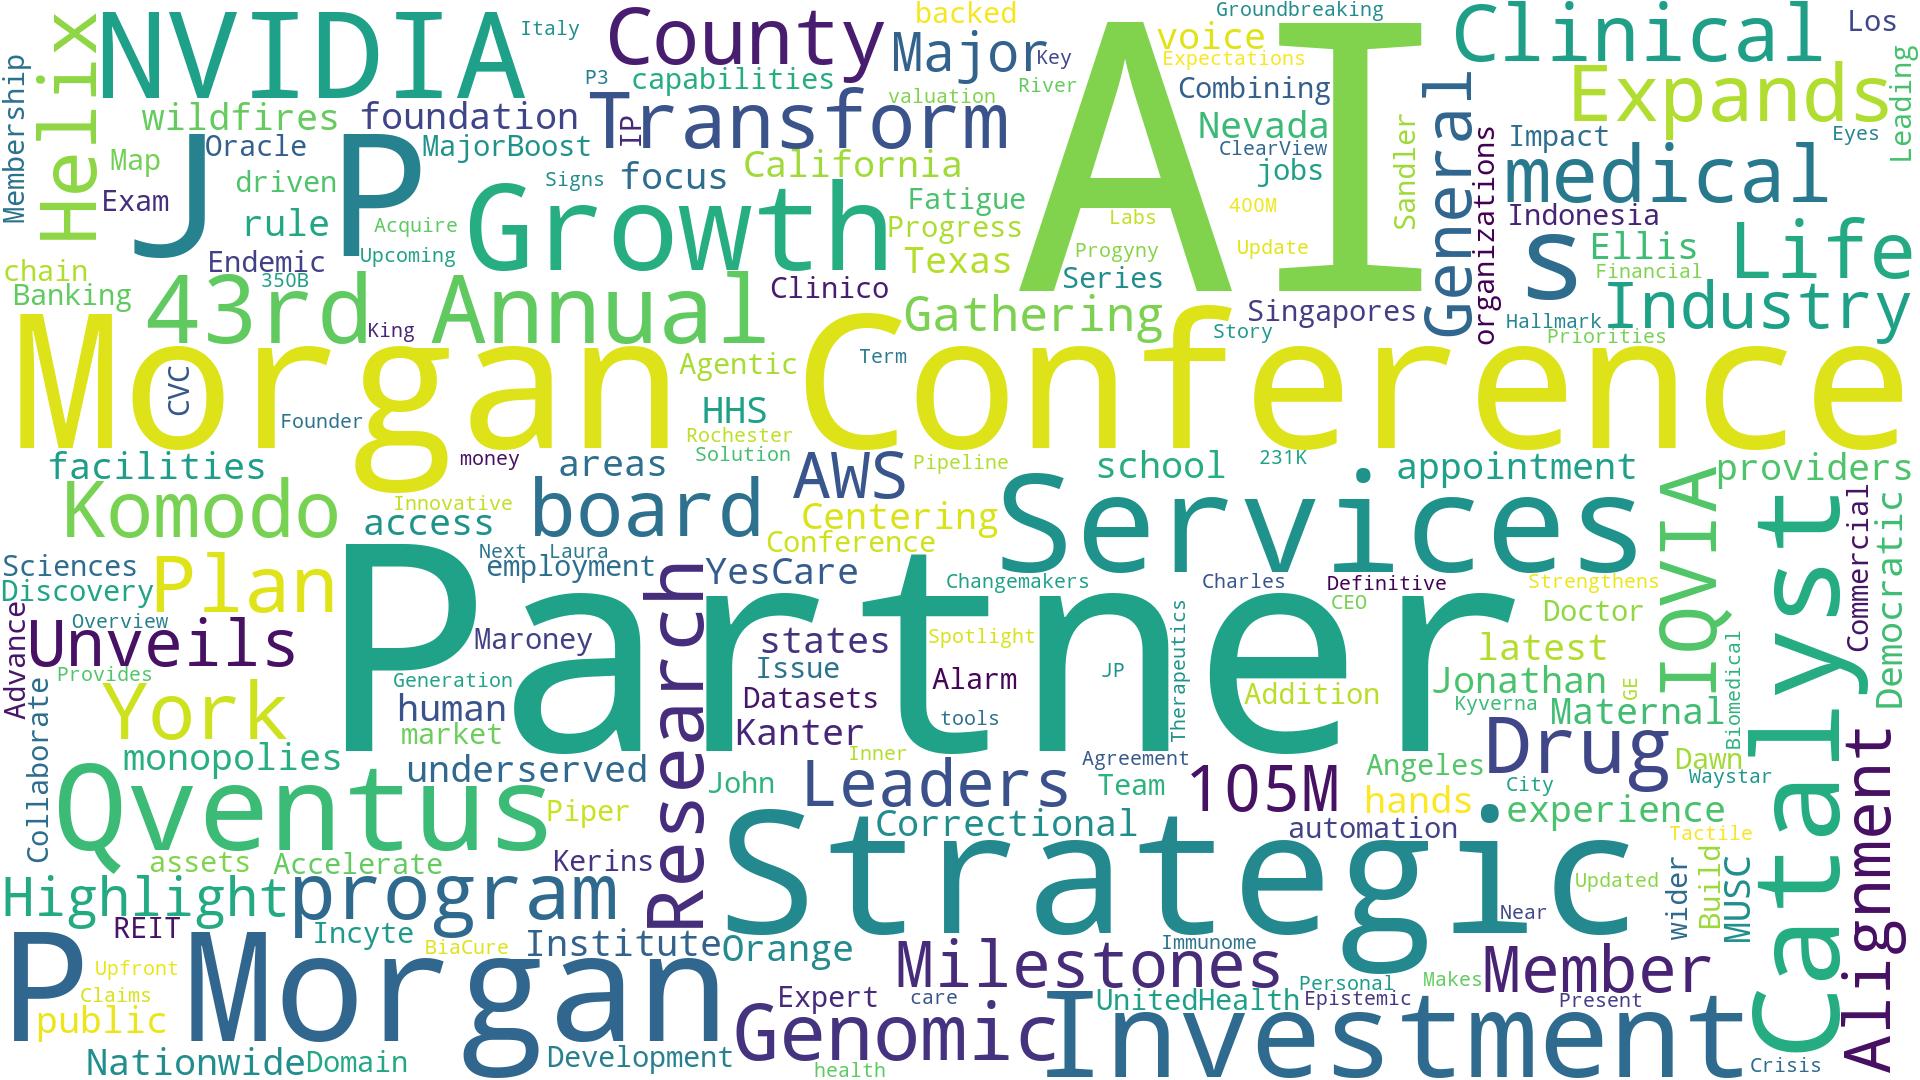 Italy
backed
Groundbreaking
Los
NVIDIA
County
Major
Key
AI
voice
Expectations
Clinical
Helix
Membership
P3
capabilities
valuation
River
Combining
General
Expands
Leading
wildfires
foundation
Transform
IP
Nevada
ClearView
jobs
Sandler
organizations
Impact
Eyes
medical
Oracle
J P
MajorBoost
Map
Exam
driven
Signs
focus
California
Fatigue
Labs
400M
Indonesia
rule
Acquire
Growth
Progress
Progyny
Update
s
Ellis
Life
Endemic
Upcoming
Texas
Series
Financial
chain
Banking
350B
Clinico
Industry
43rd Annual
King
Gathering
Singapores
Story
Hallmark
Priorities
Morgan Conference
CVC
Founder
Agentic
Term
HHS
Rochester
Solution
facilities
money
areas
AWS
Pipeline
school
231K
appointment
providers
Komodo
Innovative
access
board
Centering
Conference
Services
IQVIA
Catalyst
Commercial
Democratic
Sciences
Discovery
Plan
Next
Laura
employment
YesCare
Changemakers
Charles
Definitive
CEO
Strengthens
Doctor
Advance
Overview
Unveils
Partner
Research
Maroney
states
Spotlight
latest
Provides
Generation
Issue
Alarm
JP
Therapeutics
Jonathan
Collaborate
York
human
Datasets
Addition
Kyverna
GE
Maternal
Biomedical
market
Kanter
tools
monopolies
underserved
Inner
Agreement
Drug
Dawn
Waystar
Alignment
Qventus
John
Leaders
Team
105M
Angeles
City
hands
experience
Piper
Correctional
automation
Tactile
assets
Accelerate
Kerins
Strategic
Updated
wider
Build
MUSC
Highlight
program
Near
REIT
Incyte
BiaCure
Institute
Orange
Immunome
P Morgan
Upfront
Claims
public
Milestones
Personal
Makes
Member
Expert
care
UnitedHealth
Epistemic
Present
Genomic
Investment
Nationwide
Domain
Development
health
Crisis